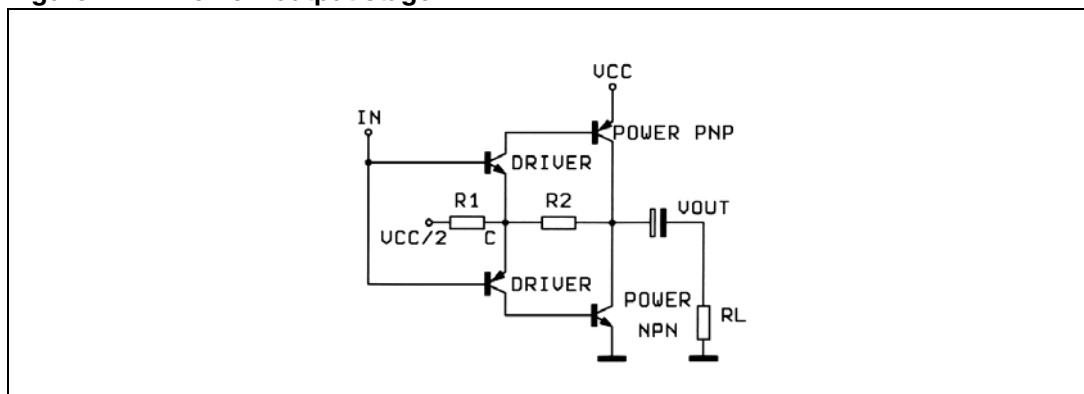 VCC
IN
POWER PNP
DRIVER
R1
R2
VOUT
VCC/2
C
DRIVER
POWER
NPN
RL